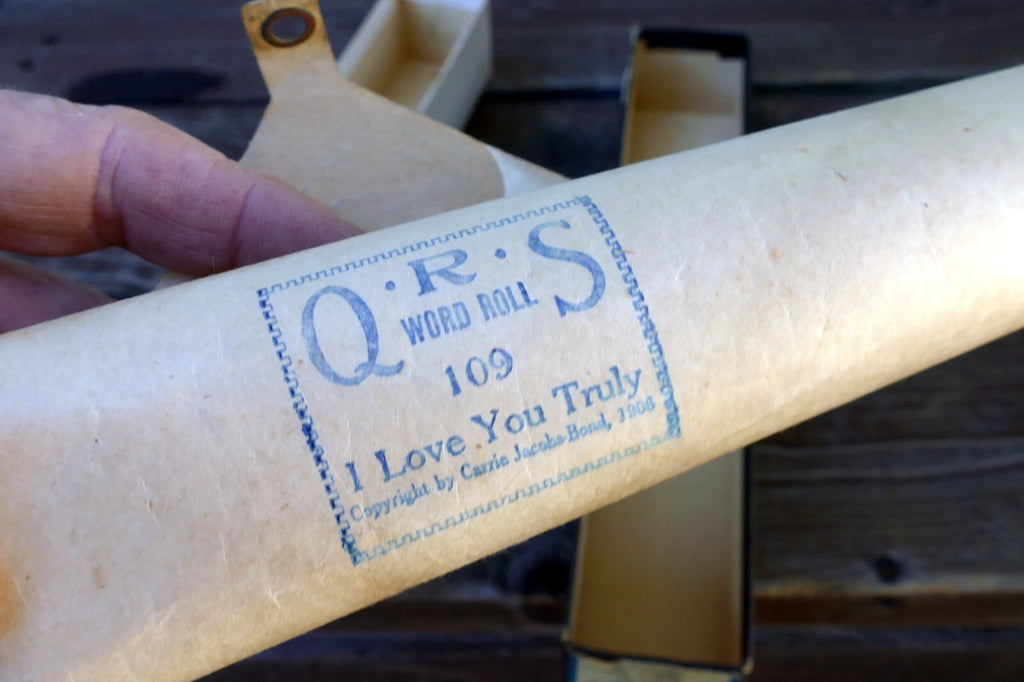 Q·R·S
WORD ROLL
109
I Love You Truly
Copyright by Carrie Jacobs-Bond, 1906